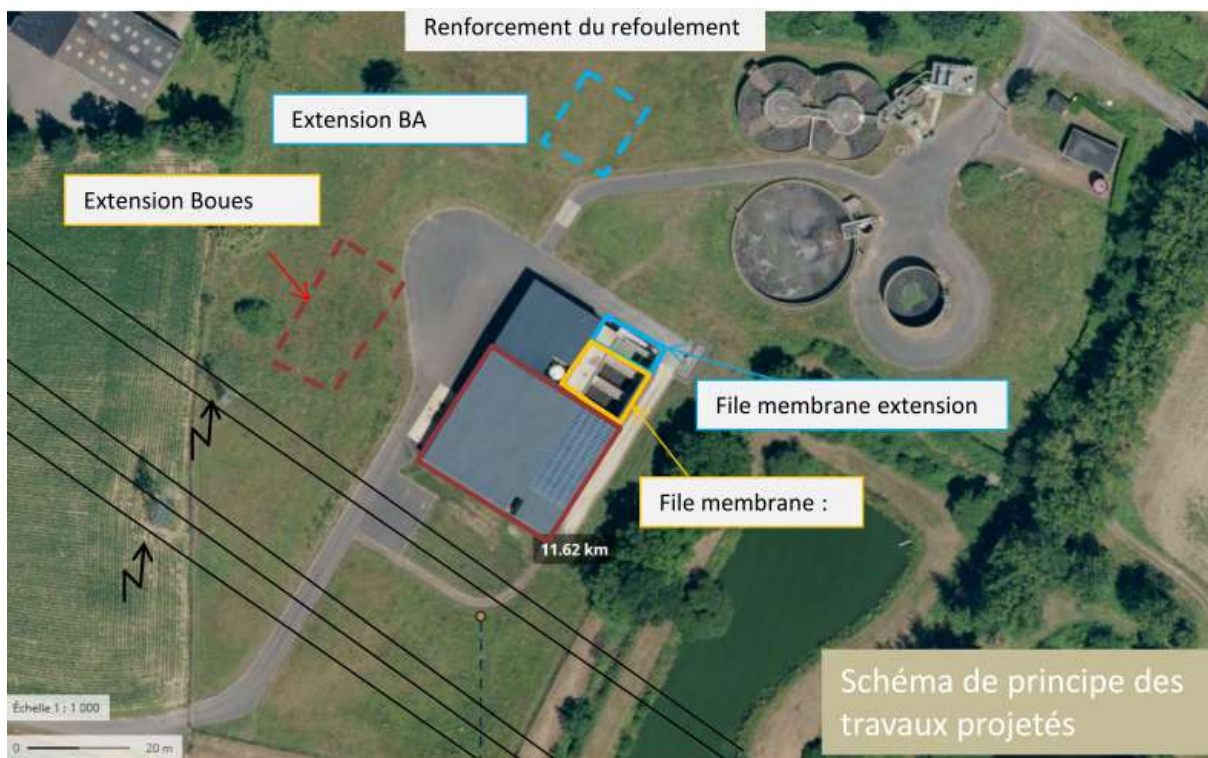 Renforcement du refoulement
Extension BA
Extension Boues
File membrane extension
File membrane :
11.62 km
Schéma de principe des
travaux projetés
Échelle 1 : 1 000
0 20 m